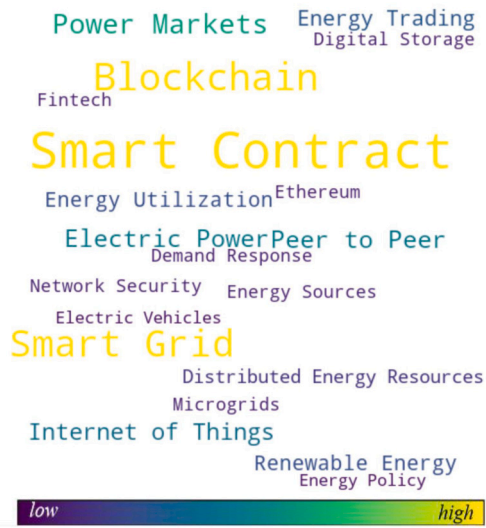 Power Markets
Energy Trading
Digital Storage
Blockchain
Fintech
Smart Contract
Energy Utilization
Ethereum
Electric Power
Peer to Peer
Demand Response
Network Security
Energy Sources
Electric Vehicles
Smart Grid
Distributed Energy Resources
Microgrids
Internet of Things
Renewable Energy
Energy Policy
low
high